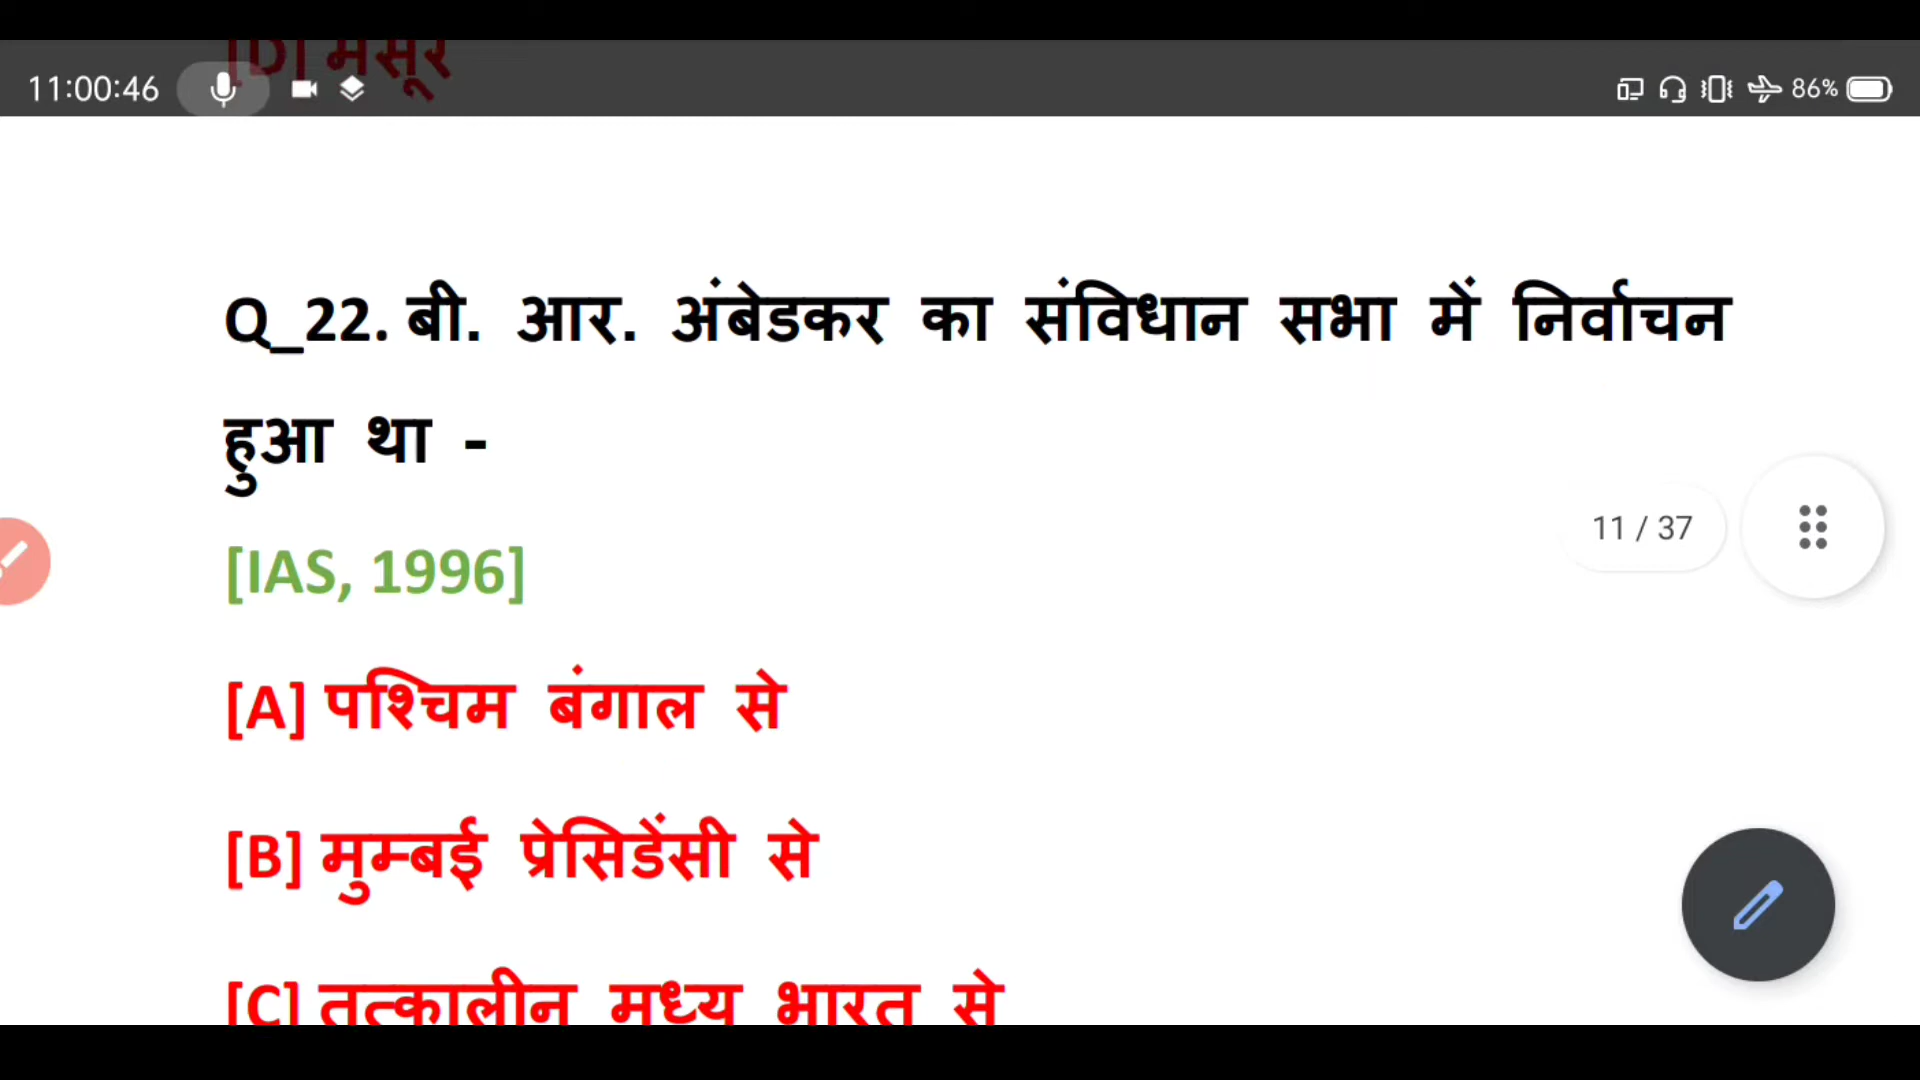 [D] मैसूर
11:00:46
86%
Q_22. बी. आर. अंबेडकर का संविधान सभा में निर्वाचन
हुआ था -
[IAS, 1996]
11 / 37
[A] पश्चिम बंगाल से
[B] मुम्बई प्रेसिडेंसी से
[C] तत्कालीन मध्य भारत से